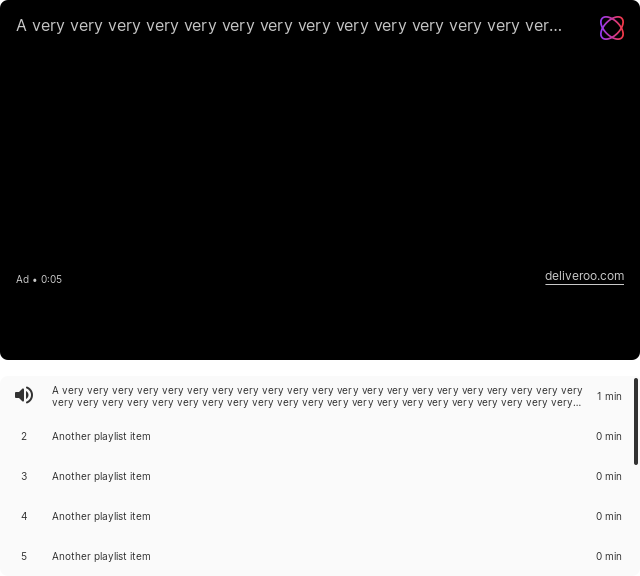 A very very very very very very very very very very very very very ver...
Ad • 0:05
deliveroo.com
A very very very very very very very very very very very very very very very very very very very very very
very very very very very very very very very very very very very very very very very very very very very...
1 min
2 Another playlist item 0 min
3 Another playlist item 0 min
4 Another playlist item 0 min
5 Another playlist item 0 min